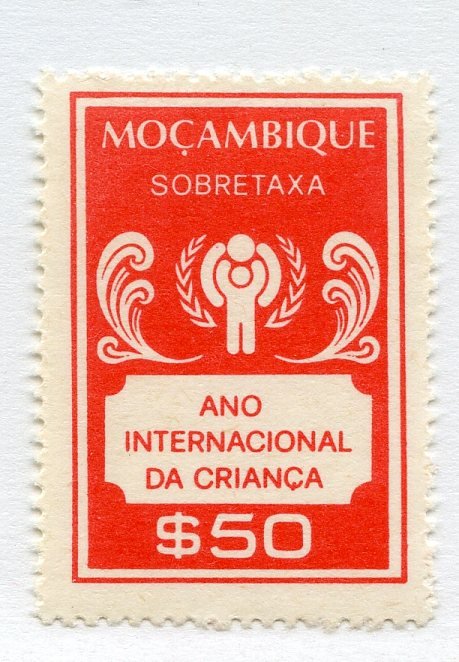 MOÇAMBIQUE
SOBRETAXA
ANO
INTERNACIONAL
DA CRIANÇA
$50